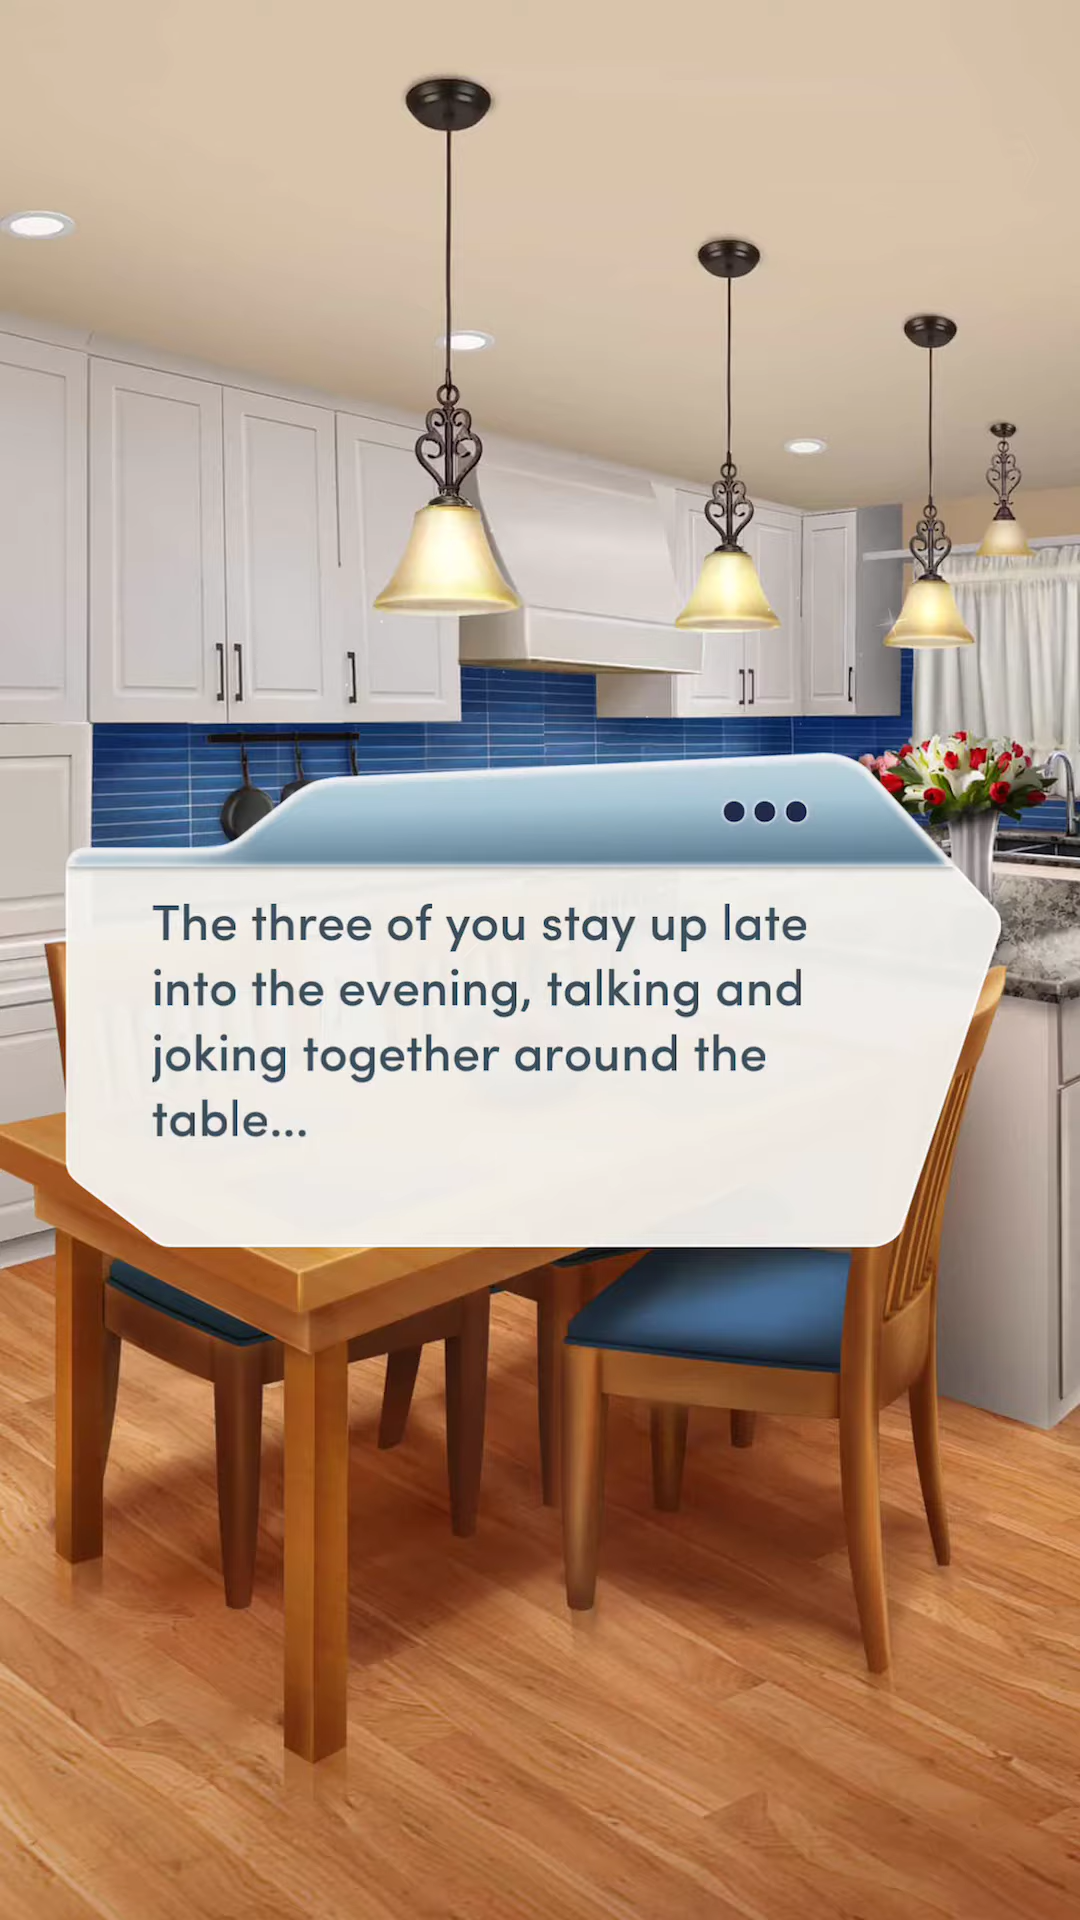 The three of you stay up late
into the evening, talking and
joking together around the
table...